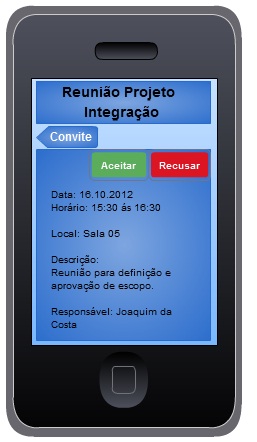 Reunião Projeto
Integração
Convite
Aceitar Recusar
Data: 16.10.2012
Horário: 15:30 ás 16:30
Local: Sala 05
Descrição:
Reunião para definição e
aprovação de escopo.
Responsável: Joaquim da
Costa